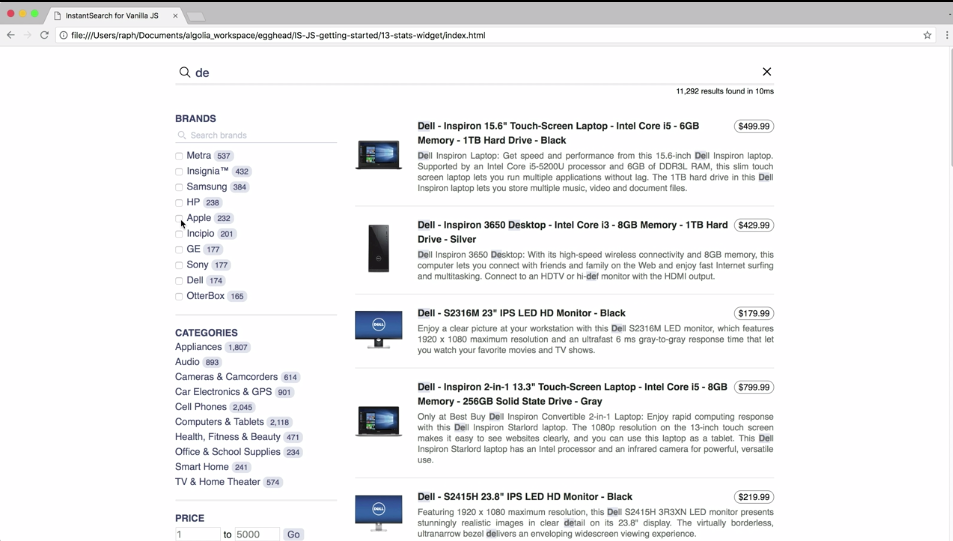 InstantSearch for Vanilla JS
file:///Users/raph/Documents/algolia_workspace/egghead/IS-JS-getting-started/13-stats-widget/index.html
de
11,292 results found in 10ms
BRANDS
Search brands
Metra 537
Insignia™ 432
Samsung 384
HP 238
Apple 232
Incipio 201
GE 177
Sony 177
Dell 174
OtterBox 165
CATEGORIES
Appliances 1,807
Audio 893
Cameras & Camcorders 614
Car Electronics & GPS 901
Cell Phones 2,045
Computers & Tablets 2,118
Health, Fitness & Beauty 471
Office & School Supplies 234
Smart Home 241
TV & Home Theater 574
PRICE
1 to 5000 Go
Dell - Inspiron 15.6" Touch-Screen Laptop - Intel Core i5 - 6GB
Memory - 1TB Hard Drive - Black
$499.99
Dell Inspiron Laptop: Get speed and performance from this 15.6-inch Dell Inspiron laptop.
Supported by an Intel Core i5-5200U processor and 6GB of DDR3L RAM, this slim touch
screen laptop lets you run multiple applications without lag. The 1TB hard drive in this Dell
Inspiron laptop lets you store multiple music, video and document files.
Dell - Inspiron 3650 Desktop - Intel Core i3 - 8GB Memory - 1TB Hard
Drive - Silver
$429.99
Dell Inspiron 3650 Desktop: With its high-speed wireless connectivity and 8GB memory, this
computer lets you connect with friends and family on the Web and enjoy fast Internet surfing
and multitasking. Connect to an HDTV or hi-def monitor with the HDMI output.
Dell - S2316M 23" IPS LED HD Monitor - Black
$179.99
Enjoy a clear picture at your workstation with this Dell S2316M LED monitor, which features
1920 x 1080 maximum resolution and an ultrafast 6 ms gray-to-gray response time that let
you watch your favorite movies and TV shows.
Dell - Inspiron 2-in-1 13.3" Touch-Screen Laptop - Intel Core i5 - 8GB
Memory - 256GB Solid State Drive - Gray
$799.99
Only at Best Buy Dell Inspiron Convertible 2-in-1 Laptop: Enjoy rapid computing response
with this Dell Inspiron Starlord laptop. The 1080p resolution on the 13-inch touch screen
makes it easy to see websites clearly, and you can use this laptop as a tablet. This Dell
Inspiron Starlord laptop has an Intel processor and an infrared camera for powerful, versatile
use.
Dell - S2415H 23.8" IPS LED HD Monitor - Black
$219.99
Featuring 1920 x 1080 maximum resolution, this Dell S2415H 3R3XN LED monitor presents
stunningly realistic images in clear detail on its 23.8" display. The virtually borderless,
ultranarrow bezel delivers an enveloping widescreen viewing experience.
DELL
DELL